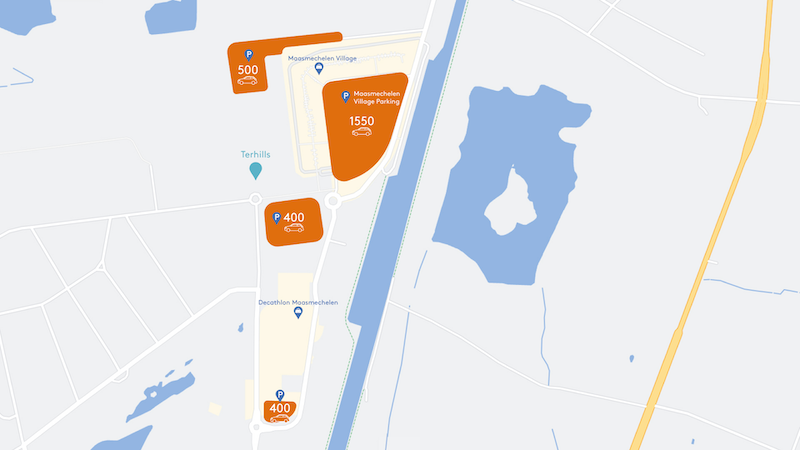 Maasmechelen Village
P
500
P
Maasmechelen
Village Parking
1550
Terhills
P
400
Decathlon Maasmechelen
P
400